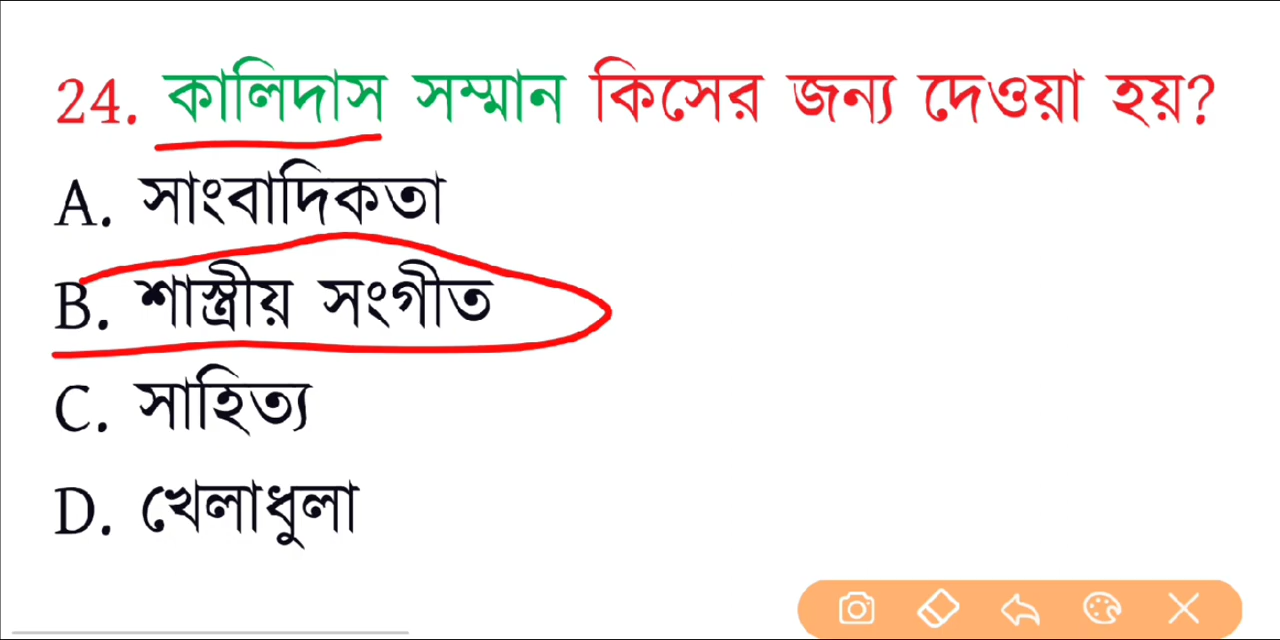 24. কালিদাস সম্মান কিসের জন্য দেওয়া হয়?
A. সাংবাদিকতা
B. শাস্ত্রীয় সংগীত
C. সাহিত্য
D. খেলাধুলা